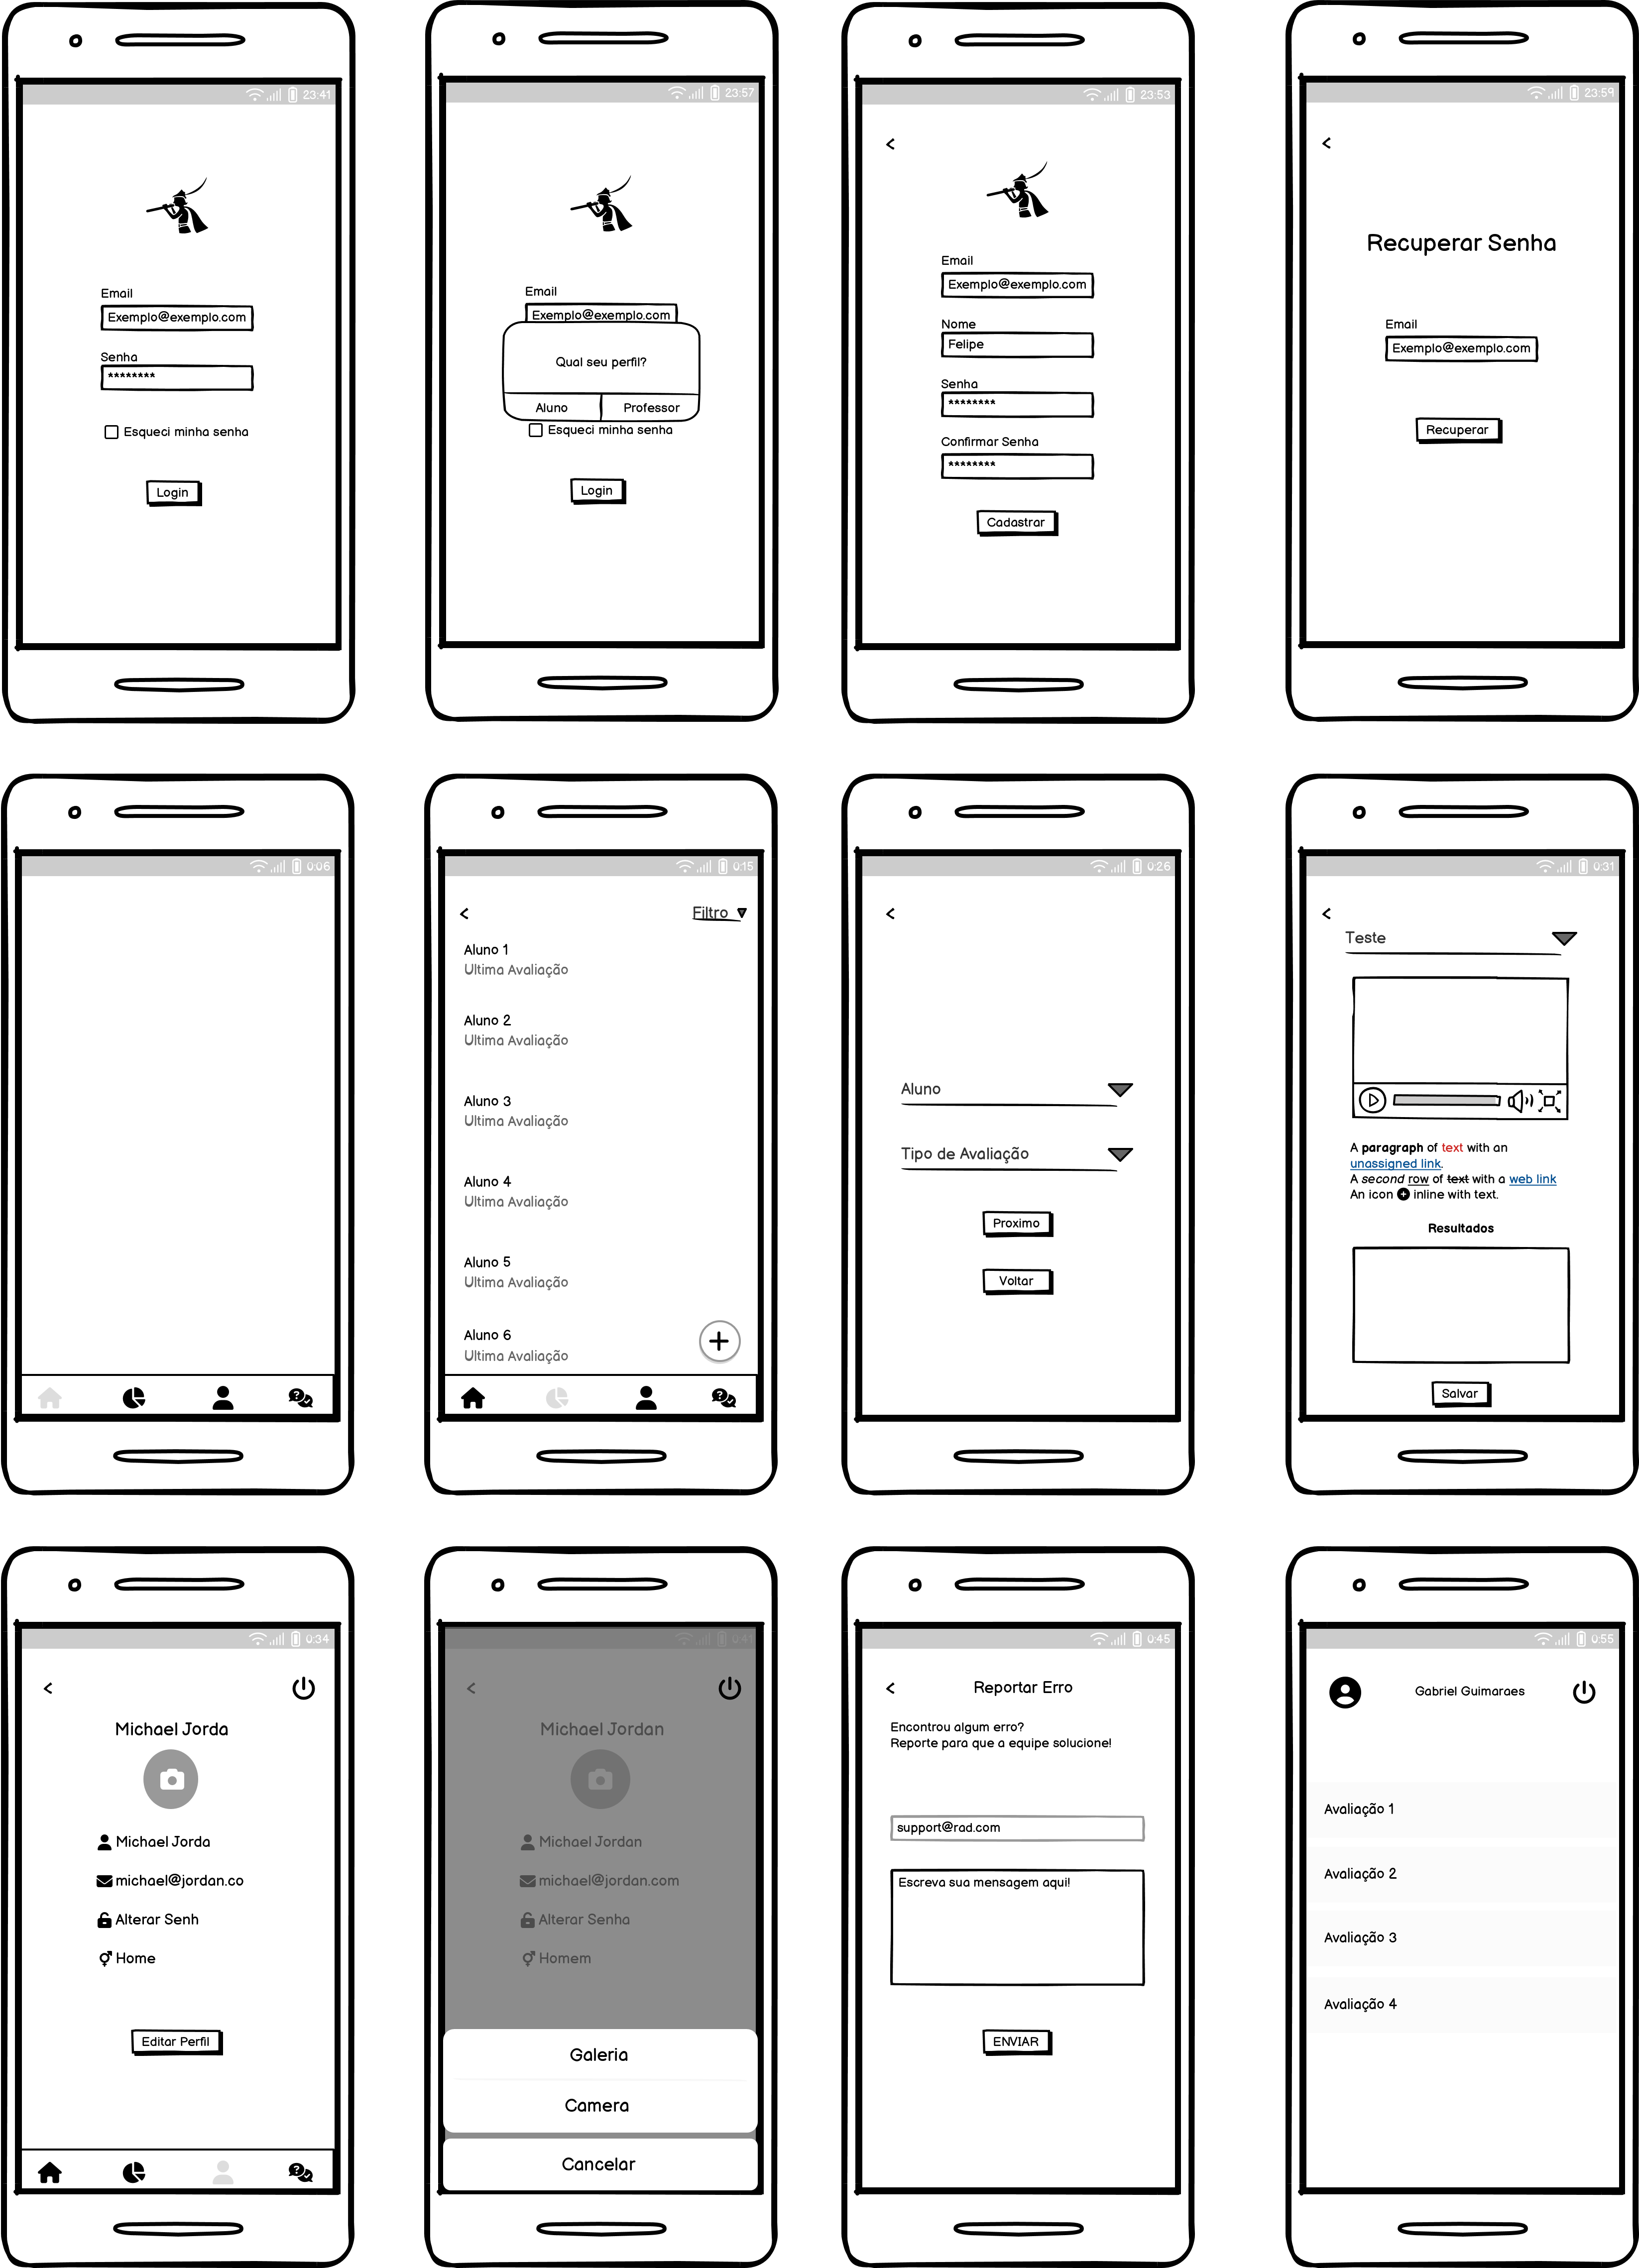 23:41
Email
Exemplo@exemplo.com
Senha
********
Esqueci minha senha
Login
23:57
Email
Exemplo@exemplo.com
Qual seu perfil?
Aluno Professor
Esqueci minha senha
Login
23:53
<
Email
Exemplo@exemplo.com
Nome
Felipe
Senha
********
Confirmar Senha
********
Cadastrar
23:59
<
Recuperar Senha
Email
Exemplo@exemplo.com
Recuperar
0:06
0:15
< Filtro
Aluno 1
Ultima Avaliação
Aluno 2
Ultima Avaliação
Aluno 3
Ultima Avaliação
Aluno 4
Ultima Avaliação
Aluno 5
Ultima Avaliação
Aluno 6
Ultima Avaliação
0:26
<
Aluno
Tipo de Avaliação
Proximo
Voltar
0:31
<
Teste
A paragraph of text with an
unassigned link.
A second row of text with a web link
An icon inline with text.
Resultados
Salvar
0:34
<
Michael Jorda
Michael Jorda
michael@jordan.co
Alterar Senh
Home
Editar Perfil
0:41
<
Michael Jordan
Michael Jordan
michael@jordan.com
Alterar Senha
Homem
Galeria
Camera
Cancelar
0:45
< Reportar Erro
Encontrou algum erro?
Reporte para que a equipe solucione!
support@rad.com
Escreva sua mensagem aqui!
ENVIAR
0:55
Gabriel Guimaraes
Avaliação 1
Avaliação 2
Avaliação 3
Avaliação 4